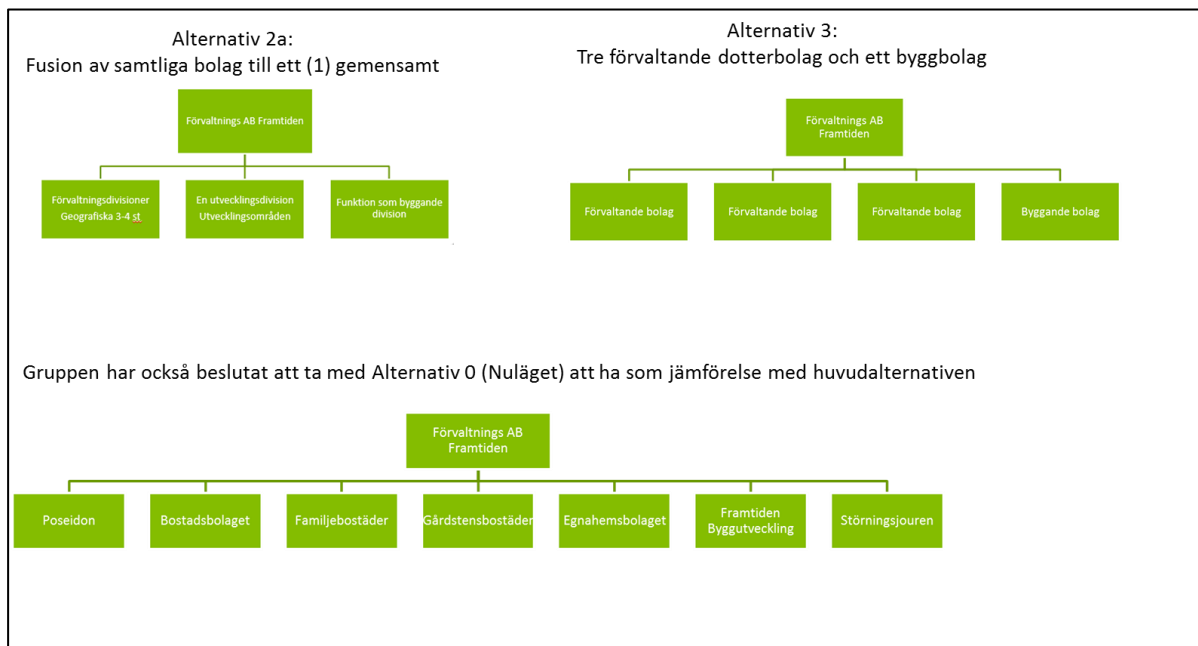 Alternativ 2a:
Fusion av samtliga bolag till ett (1) gemensamt
Förvaltnings AB Framtiden
Förvaltningsdivisioner
Geografiska 3-4 st
En utvecklingsdivision
Utvecklingsområden
Funktion som byggande
division
Alternativ 3:
Tre förvaltande dotterbolag och ett byggbolag
Förvaltnings AB
Framtiden
Förvaltande bolag
Förvaltande bolag
Förvaltande bolag
Byggande bolag
Gruppen har också beslutat att ta med Alternativ 0 (Nuläget) att ha som jämförelse med huvudalternativen
Förvaltnings AB
Framtiden
Poseidon
Bostadsbolaget
Familjebostäder
Gårdstensbostäder
Egnahemsbolaget
Framtiden
Byggutveckling
Störningsjouren